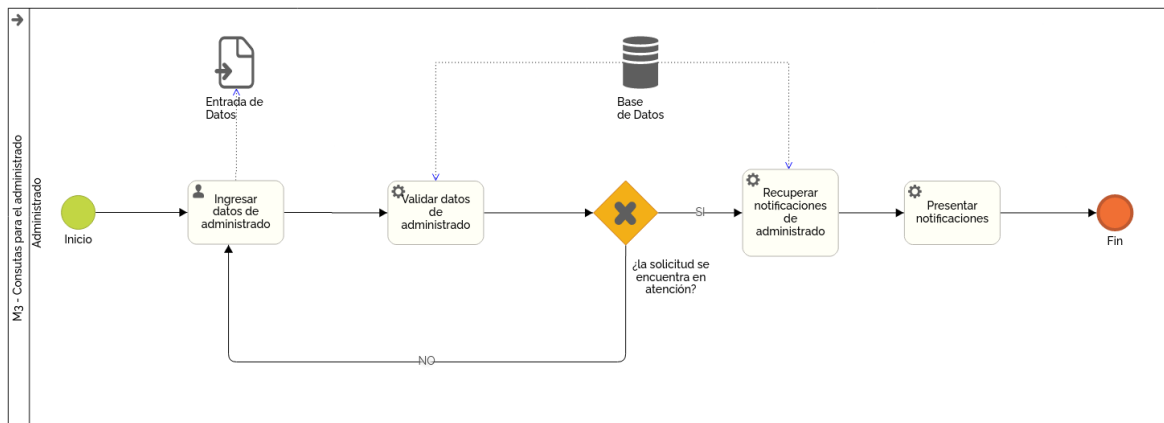 M3 - Consutas para el administrado
Administrado
Inicio
Entrada de
Datos
Ingresar
datos de
administrado
Validar datos
de
administrado
Base
de Datos
¿la solicitud se
encuentra en
atención?
SI
NO
Recuperar
notificaciones
de
administrado
Presentar
notificaciones
Fin